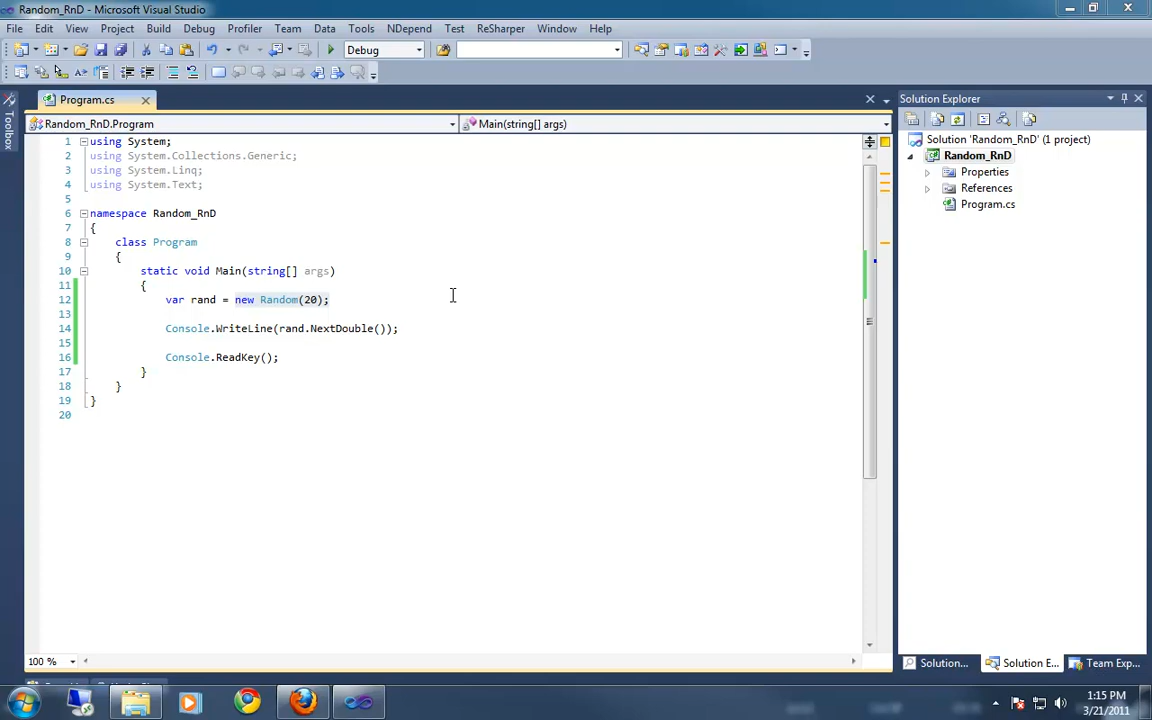 Random_RnD - Microsoft Visual Studio
File Edit View Project Build Debug Profiler Team Data Tools NDepend Test ReSharper Window Help
Debug
Program.cs
Solution Explorer
Toolbox
Random_RnD.Program
Main(string[] args)
1 using System;
2 using System.Collections.Generic;
3 using System.Linq;
4 using System.Text;
5
6 namespace Random_RnD
7 {
8 class Program
9 {
10 static void Main(string[] args)
11 {
12 var rand = new Random(20);
13
14 Console.WriteLine(rand.NextDouble());
15
16 Console.ReadKey();
17 }
18 }
19 }
20
Solution 'Random_RnD' (1 project)
Random_RnD
Properties
References
Program.cs
100 %
Solution... Solution E... Team Exp...
1:15 PM
3/21/2011